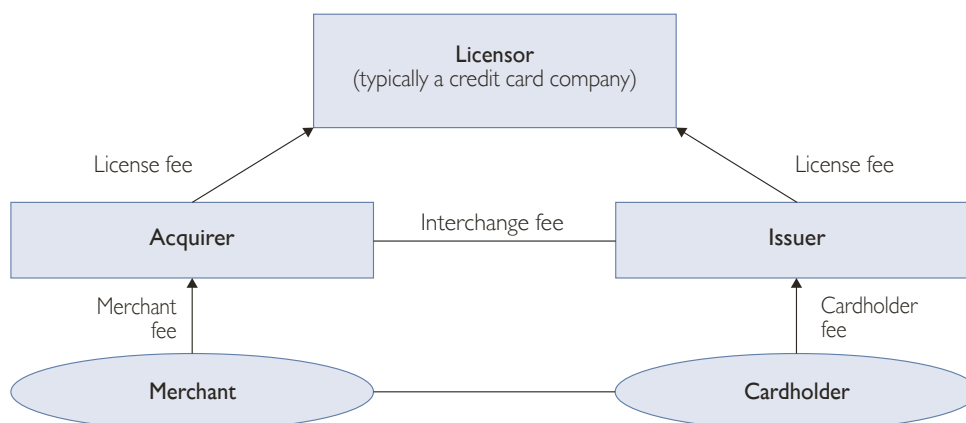 Licensor
(typically a credit card company)
License fee
License fee
Acquirer
Interchange fee
Issuer
Merchant
fee
Cardholder
fee
Merchant
Cardholder